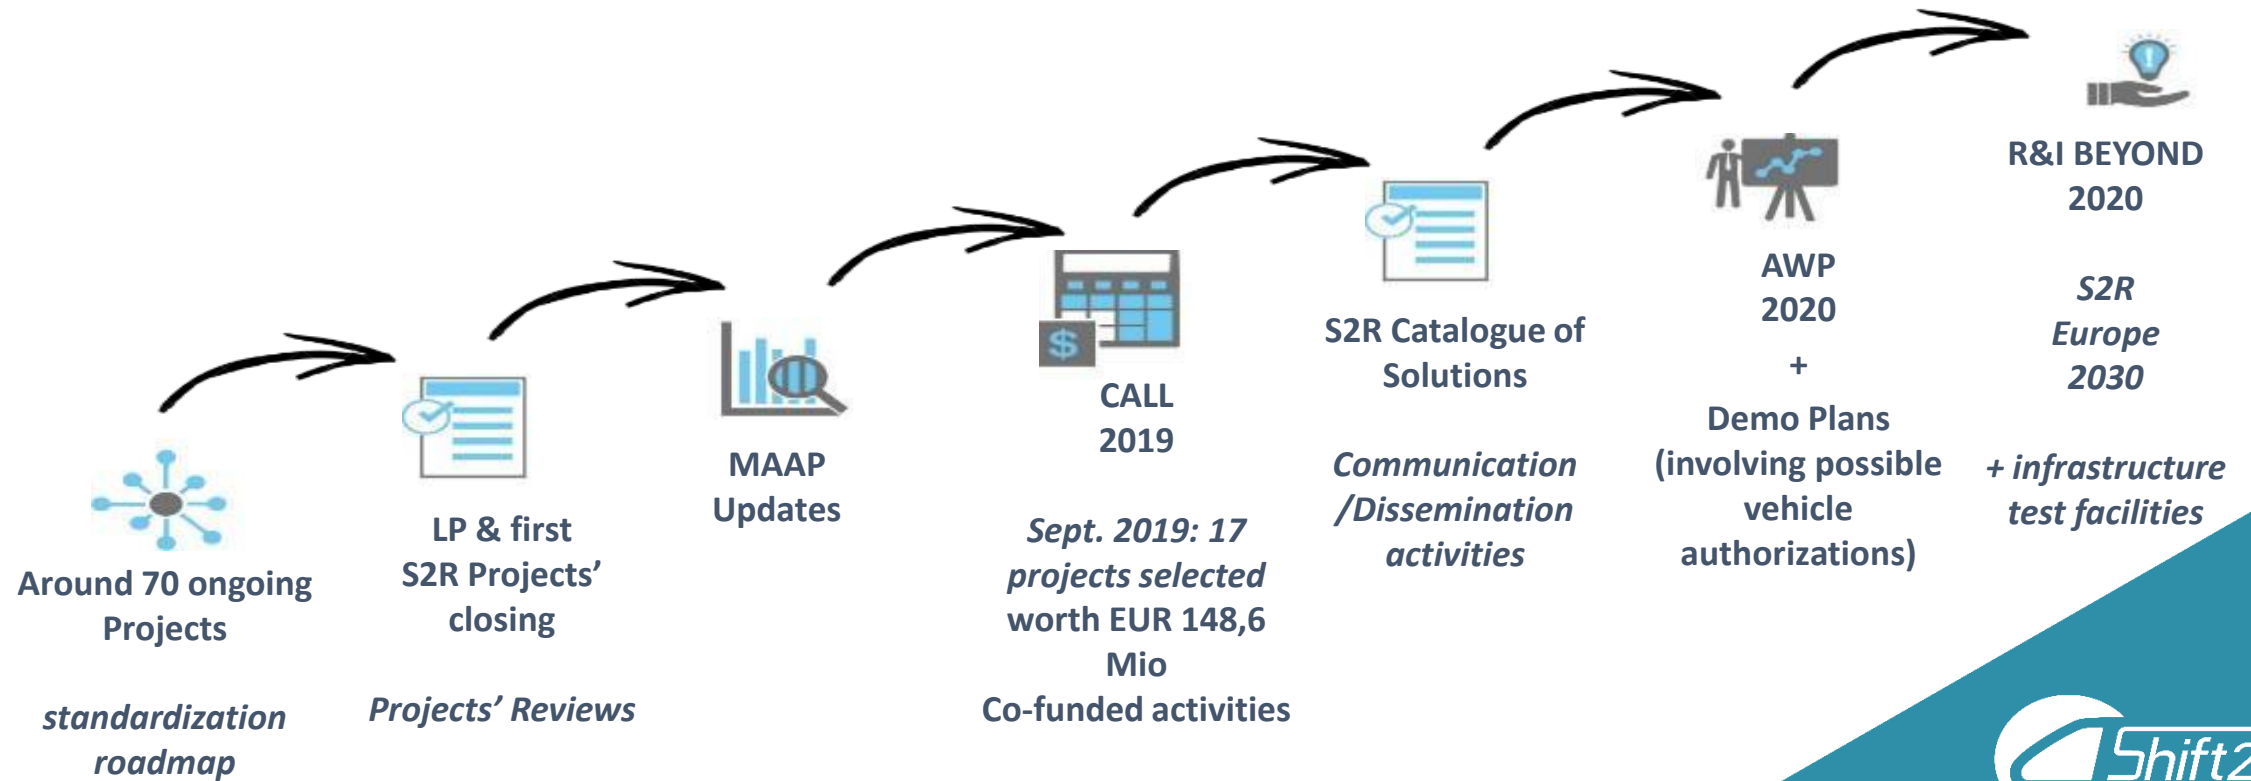 Around 70 ongoing
Projects
standardization
roadmap
LP & first
S2R Projects’
closing
Projects’ Reviews
MAAP
Updates
$
CALL
2019
Sept. 2019: 17
projects selected
worth EUR 148,6
Mio
Co-funded activities
S2R Catalogue of
Solutions
Communication
/Dissemination
activities
AWP
2020
+
Demo Plans
(involving possible
vehicle
authorizations)
R&I BEYOND
2020
S2R
Europe
2030
+ infrastructure
test facilities
Shift2